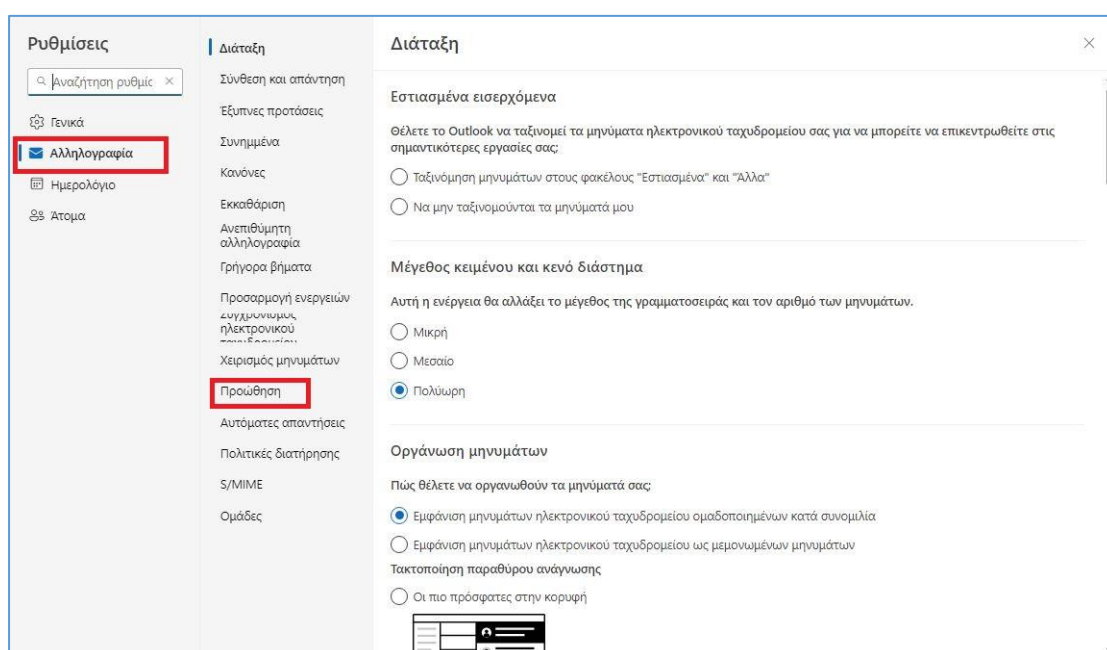 Ρυθμίσεις
Αναζήτηση ρυθμίσ
Γενικά
Αλληλογραφία
Ημερολόγιο
Άτομα
Διάταξη
Σύνθεση και απάντηση
Έξυπνες προτάσεις
Συνημμένα
Κανόνες
Εκκαθάριση
Ανεπιθύμητη
αλληλογραφία
Γρήγορα βήματα
Προσαρμογή ενεργειών
Συγχρονισμός
ηλεκτρονικού
ταχυδρομείου
Χειρισμός μηνυμάτων
Προώθηση
Αυτόματες απαντήσεις
Πολιτικές διατήρησης
S/MIME
Ομάδες
Διάταξη
Εστιασμένα εισερχόμενα
Θέλετε το Outlook να ταξινομεί τα μηνύματα ηλεκτρονικού ταχυδρομείου σας για να μπορείτε να επικεντρωθείτε στις
σημαντικότερες εργασίες σας;
Ταξινόμηση μηνυμάτων στους φακέλους "Εστιασμένα" και "Άλλα"
Να μην ταξινομούνται τα μηνύματά μου
Μέγεθος κειμένου και κενό διάστημα
Αυτή η ενέργεια θα αλλάξει το μέγεθος της γραμματοσειράς και τον αριθμό των μηνυμάτων.
Μικρή
Μεσαίο
Πολύωρη
Οργάνωση μηνυμάτων
Πώς θέλετε να οργανωθούν τα μηνύματά σας;
Εμφάνιση μηνυμάτων ηλεκτρονικού ταχυδρομείου ομαδοποιημένων κατά συνομιλία
Εμφάνιση μηνυμάτων ηλεκτρονικού ταχυδρομείου ως μεμονωμένων μηνυμάτων
Τακτοποίηση παραθύρου ανάγνωσης
Οι πιο πρόσφατες στην κορυφή